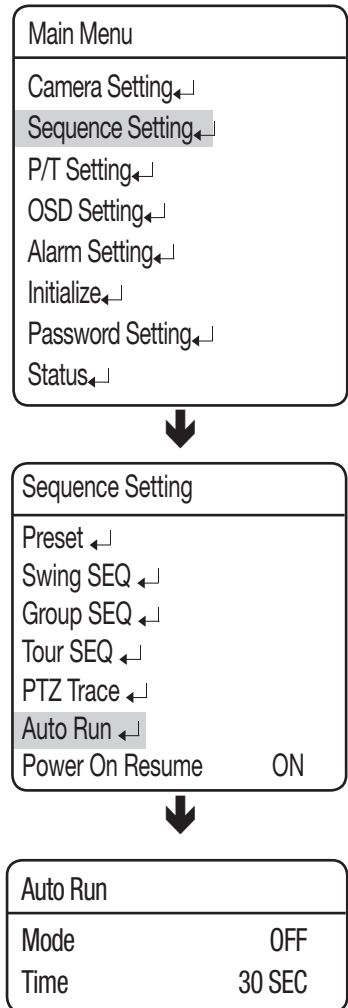 Main Menu
Camera Setting↵
Sequence Setting↵
P/T Setting↵
OSD Setting↵
Alarm Setting↵
Initialize↵
Password Setting↵
Status↵
Sequence Setting
Preset ↵
Swing SEQ ↵
Group SEQ ↵
Tour SEQ ↵
PTZ Trace ↵
Auto Run ↵
Power On Resume ON
Auto Run
Mode OFF
Time 30 SEC